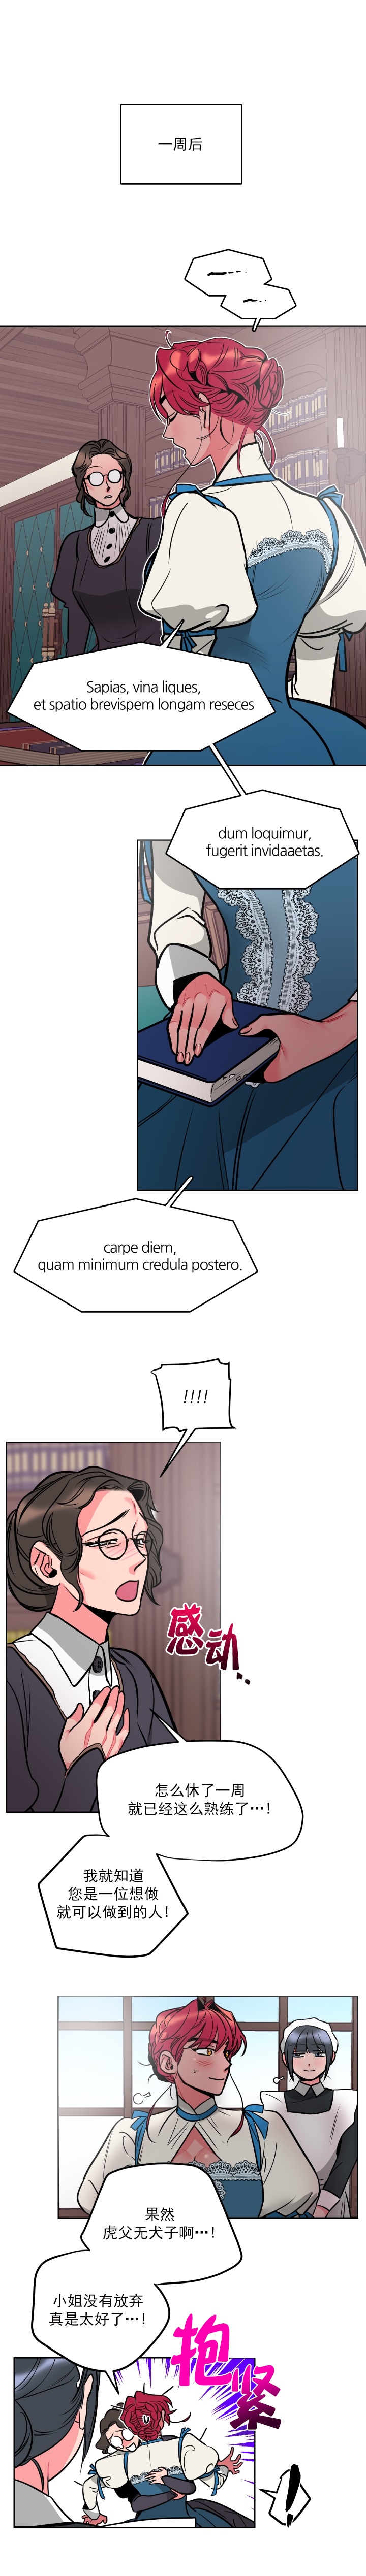 一周后
一…
一…
Sapias, vina liques,
et spatio brevispem longam reseces
dum loquimur,
fugerit invidaaetas.
carpe diem,
quam minimum credula postero.
!!!!
感动..
怎么休了一周
就已经这么熟练了…!
我就知道
您是一位想做
就可以做到的人!
果然
虎父无犬子啊…!
小姐没有放弃
真是太好了…!
抱紧
!